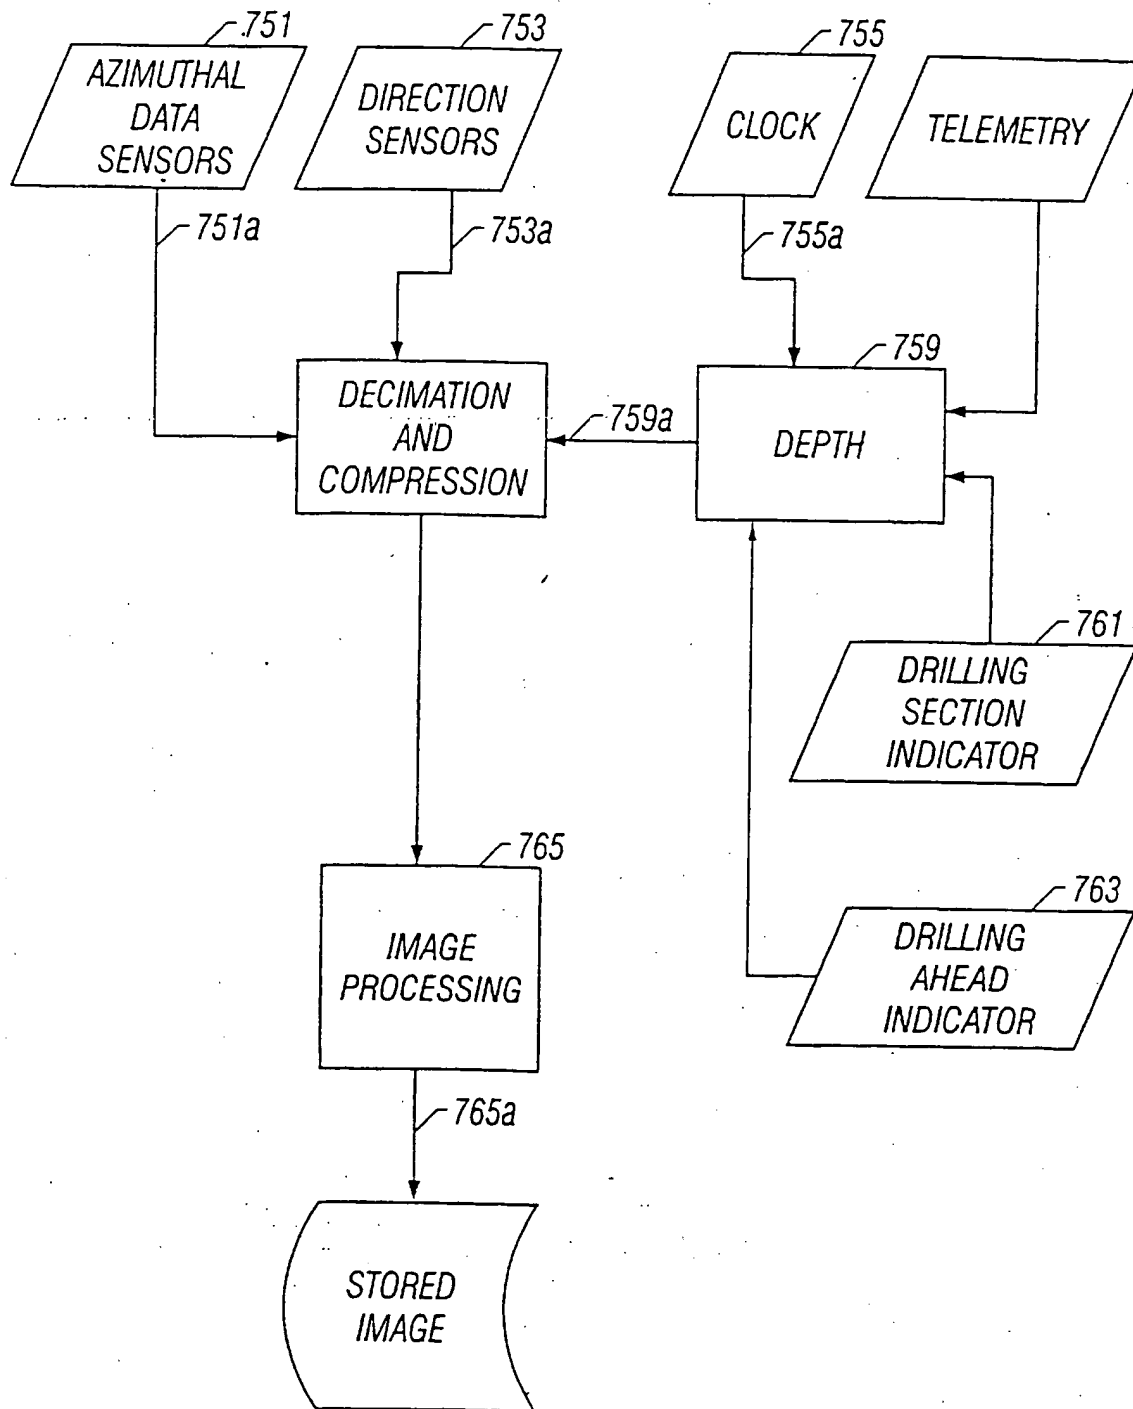 751
AZIMUTHAL
DATA
SENSORS
753
DIRECTION
SENSORS
755
CLOCK
TELEMETRY
751a
753a
755a
DECIMATION
AND
COMPRESSION
759a
759
DEPTH
761
DRILLING
SECTION
INDICATOR
765
IMAGE
PROCESSING
763
DRILLING
AHEAD
INDICATOR
765a
STORED
IMAGE